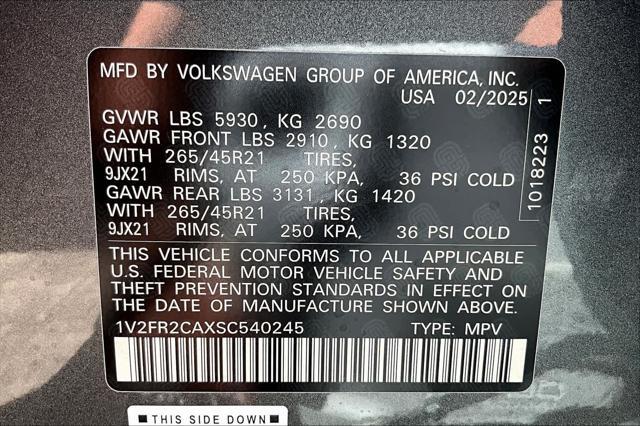 MFD BY VOLKSWAGEN GROUP OF AMERICA, INC.
USA 02/2025
GVWR LBS 5930, KG 2690
GAWR FRONT LBS 2910, KG 1320
WITH 265/45R21 TIRES,
9JX21 RIMS, AT 250 KPA, 36 PSI COLD
GAWR REAR LBS 3131, KG 1420
WITH 265/45R21 TIRES,
9JX21 RIMS, AT 250 KPA, 36 PSI COLD
1018223 1
THIS VEHICLE CONFORMS TO ALL APPLICABLE
U.S. FEDERAL MOTOR VEHICLE SAFETY AND
THEFT PREVENTION STANDARDS IN EFFECT ON
THE DATE OF MANUFACTURE SHOWN ABOVE.
1V2FR2CAXSC540245 TYPE: MPV
THIS SIDE DOWN